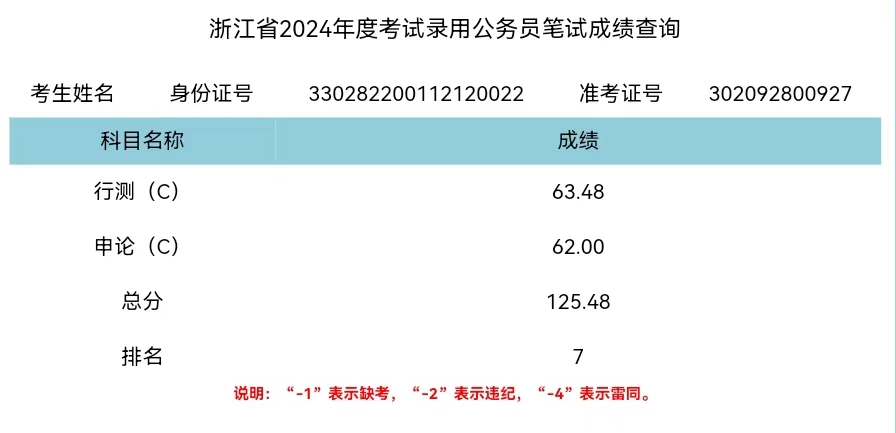 浙江省2024年度考试录用公务员笔试成绩查询
考生姓名 身份证号 330282200112120022 准考证号 302092800927
科目名称 成绩
行测（C） 63.48
申论（C） 62.00
总分 125.48
排名 7
说明：“-1”表示缺考，“-2”表示违纪，“-4”表示雷同。